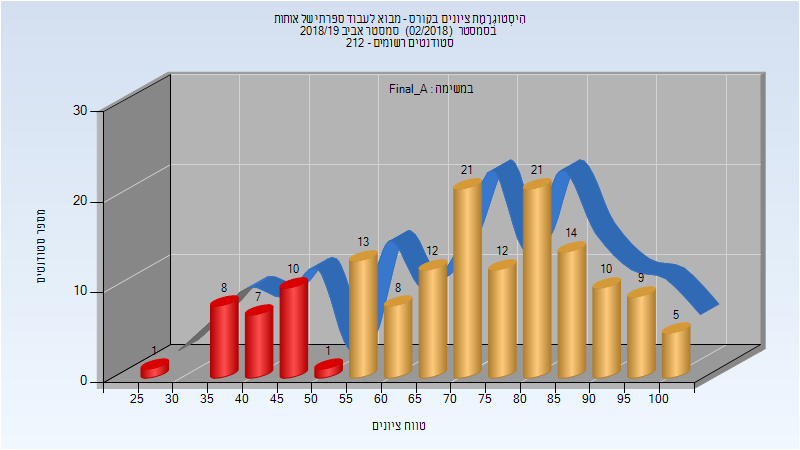 היסטוגרמת ציונים בקורס - מבוא לעבוד ספרתי של אותות
בסמסטר (02/2018) סמסטר אביב 2018/19
סטודנטים רשומים - 212
במשימה : Final_A
מספר סטודנטים
30
20
10
0
1
8
7
10
1
13
8
12
21
12
21
14
10
9
5
25 30 35 40 45 50 55 60 65 70 75 80 85 90 95 100
טווח ציונים